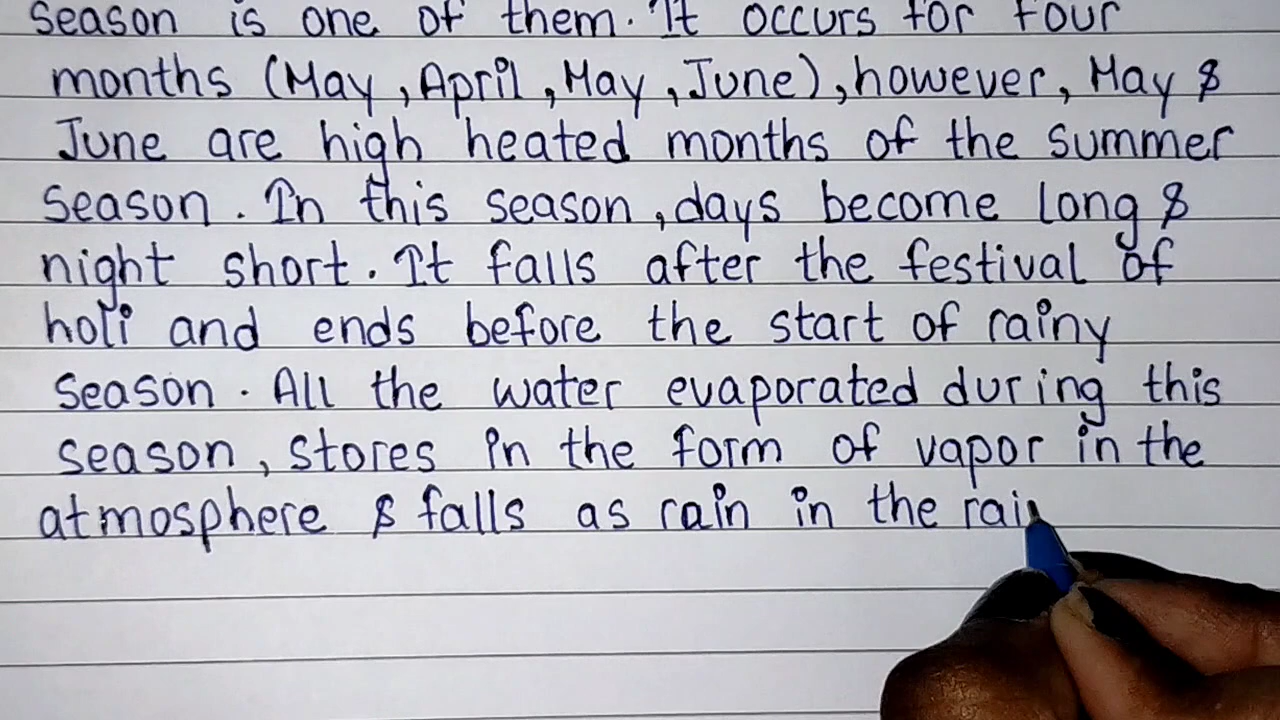 season is one of them. It occurs for four
months (May, April, May, June), however, May &
June are high heated months of the summer
season. In this season, days become long &
night short. It falls after the festival of
holi and ends before the start of rainy
season. All the water evaporated during this
season, stores in the form of vapor in the
atmosphere & falls as rain in the rai